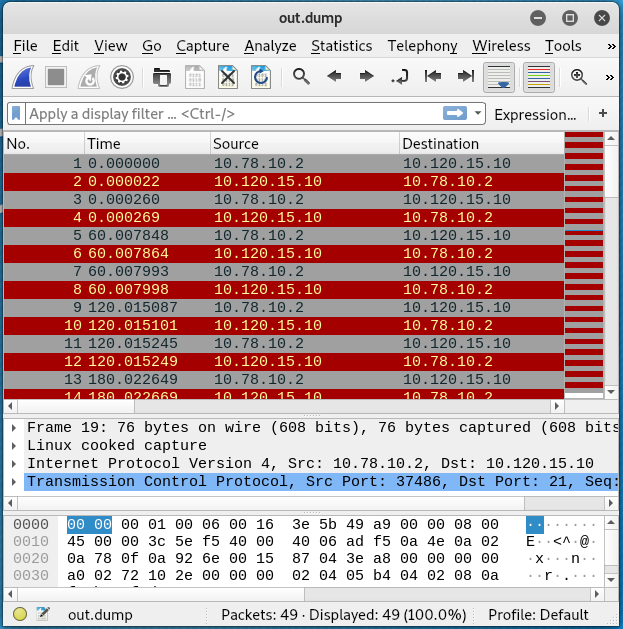 out.dump
File Edit View Go Capture Analyze Statistics Telephony Wireless Tools »
»
Apply a display filter ... <Ctrl-/> Expression... +
No. Time Source Destination
1 0.000000 10.78.10.2 10.120.15.10
2 0.000022 10.120.15.10 10.78.10.2
3 0.000260 10.78.10.2 10.120.15.10
4 0.000269 10.120.15.10 10.78.10.2
5 60.007848 10.78.10.2 10.120.15.10
6 60.007864 10.120.15.10 10.78.10.2
7 60.007993 10.78.10.2 10.120.15.10
8 60.007998 10.120.15.10 10.78.10.2
9 120.015087 10.78.10.2 10.120.15.10
10 120.015101 10.120.15.10 10.78.10.2
11 120.015245 10.78.10.2 10.120.15.10
12 120.015249 10.120.15.10 10.78.10.2
13 180.022649 10.78.10.2 10.120.15.10
14 180.022669 10.120.15.10 10.78.10.2
Frame 19: 76 bytes on wire (608 bits), 76 bytes captured (608 bits
Linux cooked capture
Internet Protocol Version 4, Src: 10.78.10.2, Dst: 10.120.15.10
Transmission Control Protocol, Src Port: 37486, Dst Port: 21, Seq:
0000 00 00 00 01 00 06 00 16 3e 5b 49 a9 00 00 08 00 ········
0010 45 00 00 3c 5e f5 40 00 40 06 ad f5 0a 4e 0a 02 E··<^·@·
0020 0a 78 0f 0a 92 6e 00 15 87 04 3e a8 00 00 00 00 ·x···n··
0030 a0 02 72 10 2e 00 00 00 02 04 05 b4 04 02 08 0a ··r·.···
out.dump Packets: 49 · Displayed: 49 (100.0%) Profile: Default